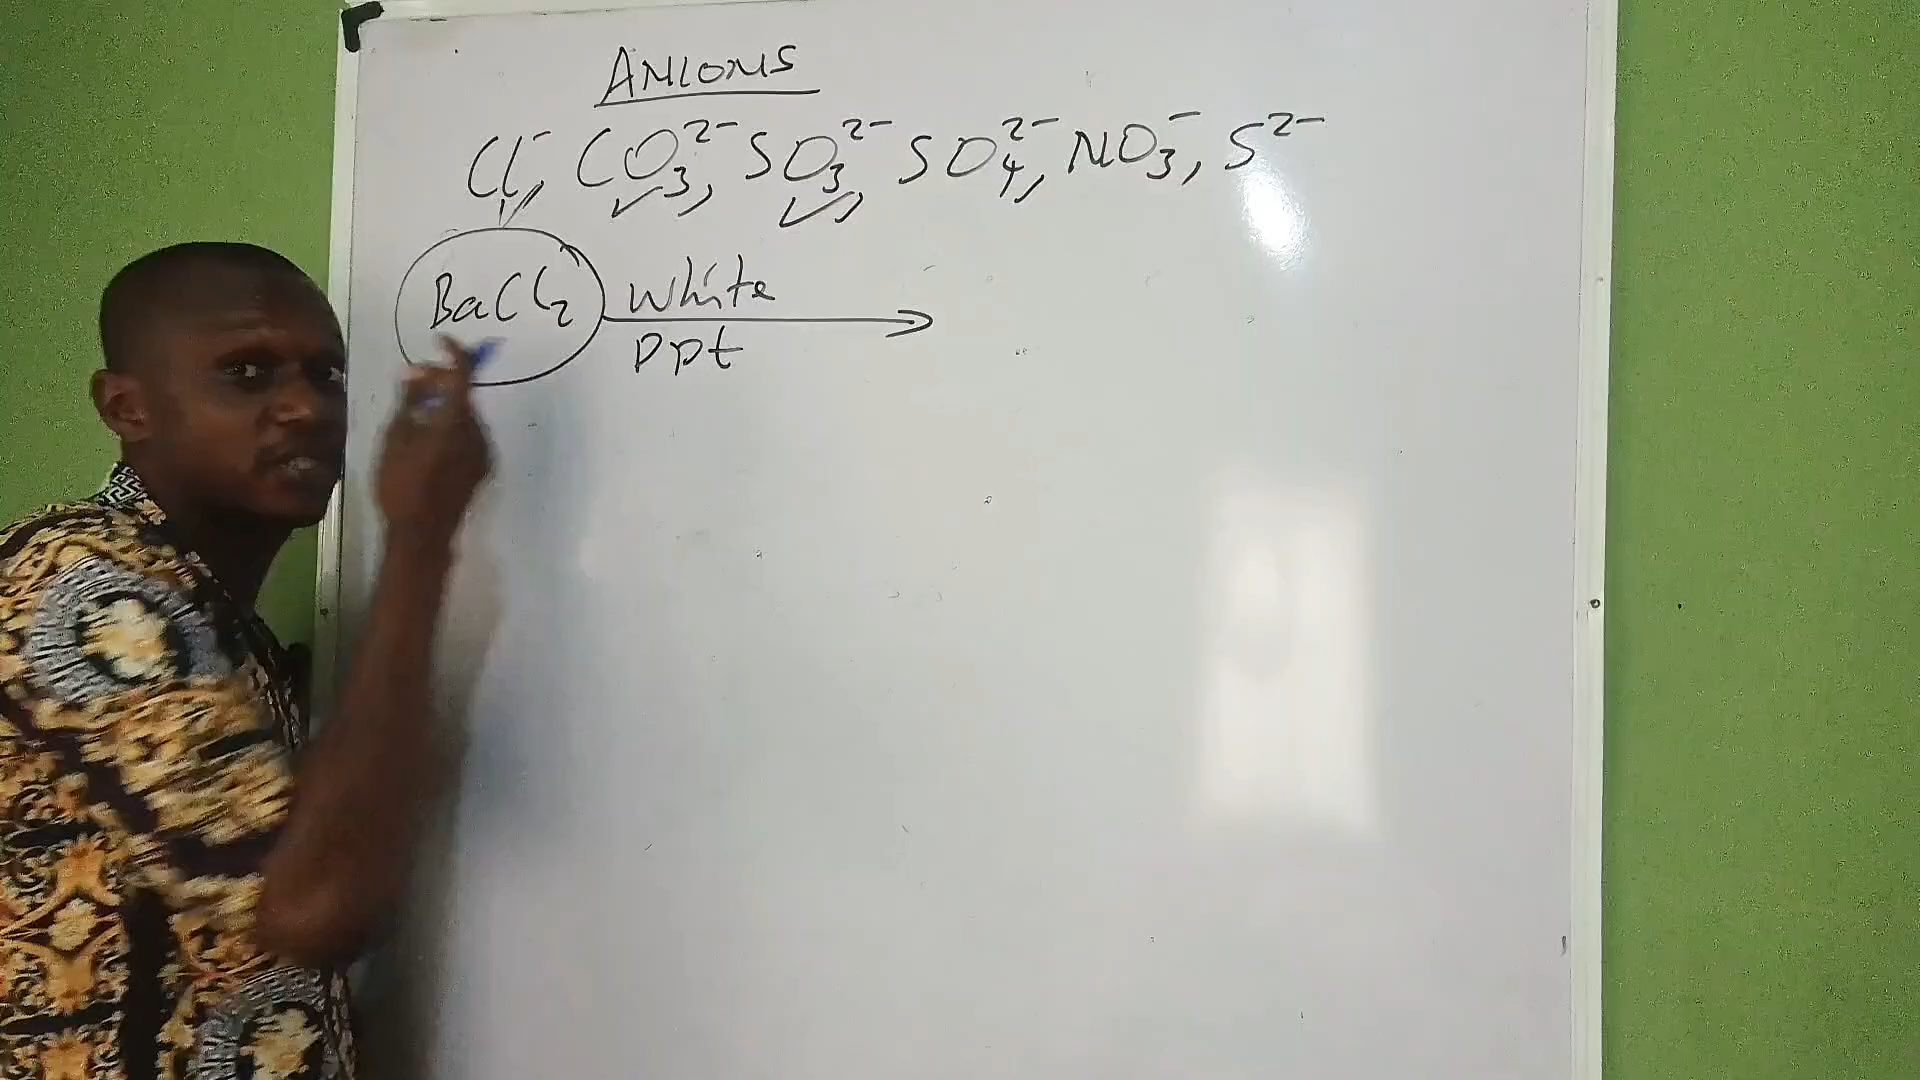 ANIONS
Cl⁻, CO₃²⁻, SO₃²⁻, SO₄²⁻, NO₃⁻, S²⁻
BaCl₂ White
ppt